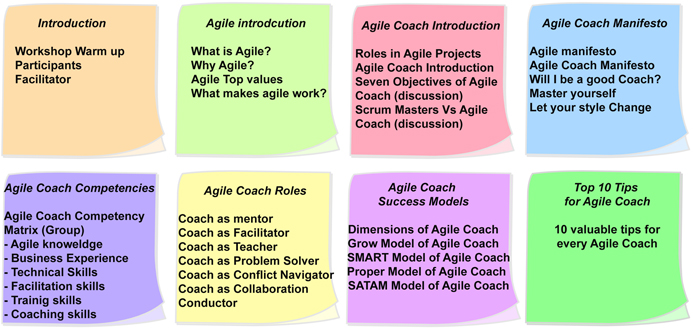 Introduction
Workshop Warm up
Participants
Facilitator
Agile introdcution
What is Agile?
Why Agile?
Agile Top values
What makes agile work?
Agile Coach Introduction
Roles in Agile Projects
Agile Coach Introduction
Seven Objectives of Agile
Coach (discussion)
Scrum Masters Vs Agile
Coach (discussion)
Agile Coach Manifesto
Agile manifesto
Agile Coach Manifesto
Will I be a good Coach?
Master yourself
Let your style Change
Agile Coach Competencies
Agile Coach Competency
Matrix (Group)
- Agile knoweldge
- Business Experience
- Technical Skills
- Facilitation skills
- Trainig skills
- Coaching skills
Agile Coach Roles
Coach as mentor
Coach as Facilitator
Coach as Teacher
Coach as Problem Solver
Coach as Conflict Navigator
Coach as Collaboration
Conductor
Agile Coach
Success Models
Dimensions of Agile Coach
Grow Model of Agile Coach
SMART Model of Agile Coach
Proper Model of Agile Coach
SATAM Model of Agile Coach
Top 10 Tips
for Agile Coach
10 valuable tips for
every Agile Coach